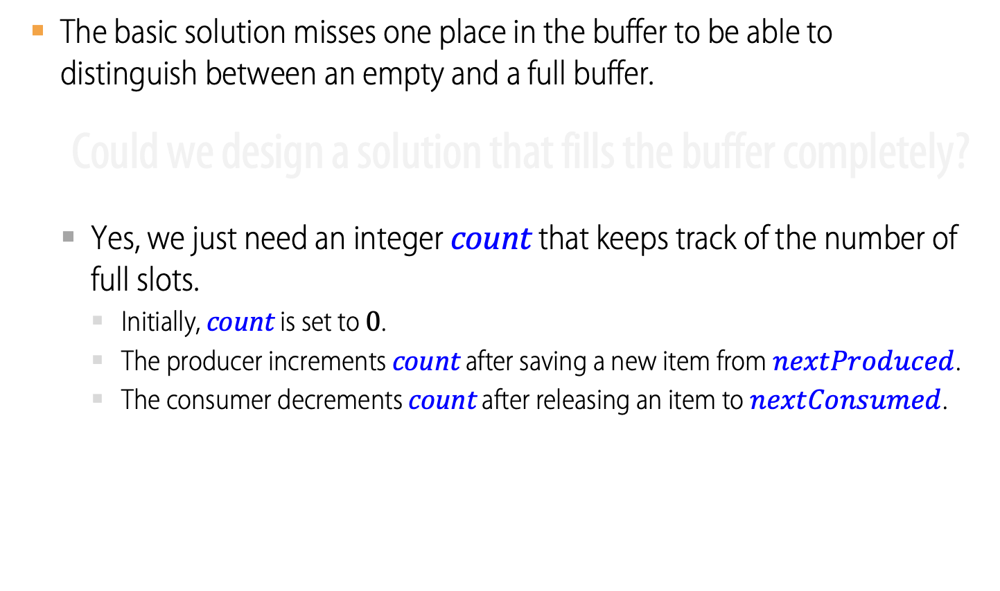 The basic solution misses one place in the buffer to be able to
distinguish between an empty and a full buffer.
Could we design a solution that fills the buffer completely?
Yes, we just need an integer count that keeps track of the number of
full slots.
Initially, count is set to 0.
The producer increments count after saving a new item from nextProduced.
The consumer decrements count after releasing an item to nextConsumed.